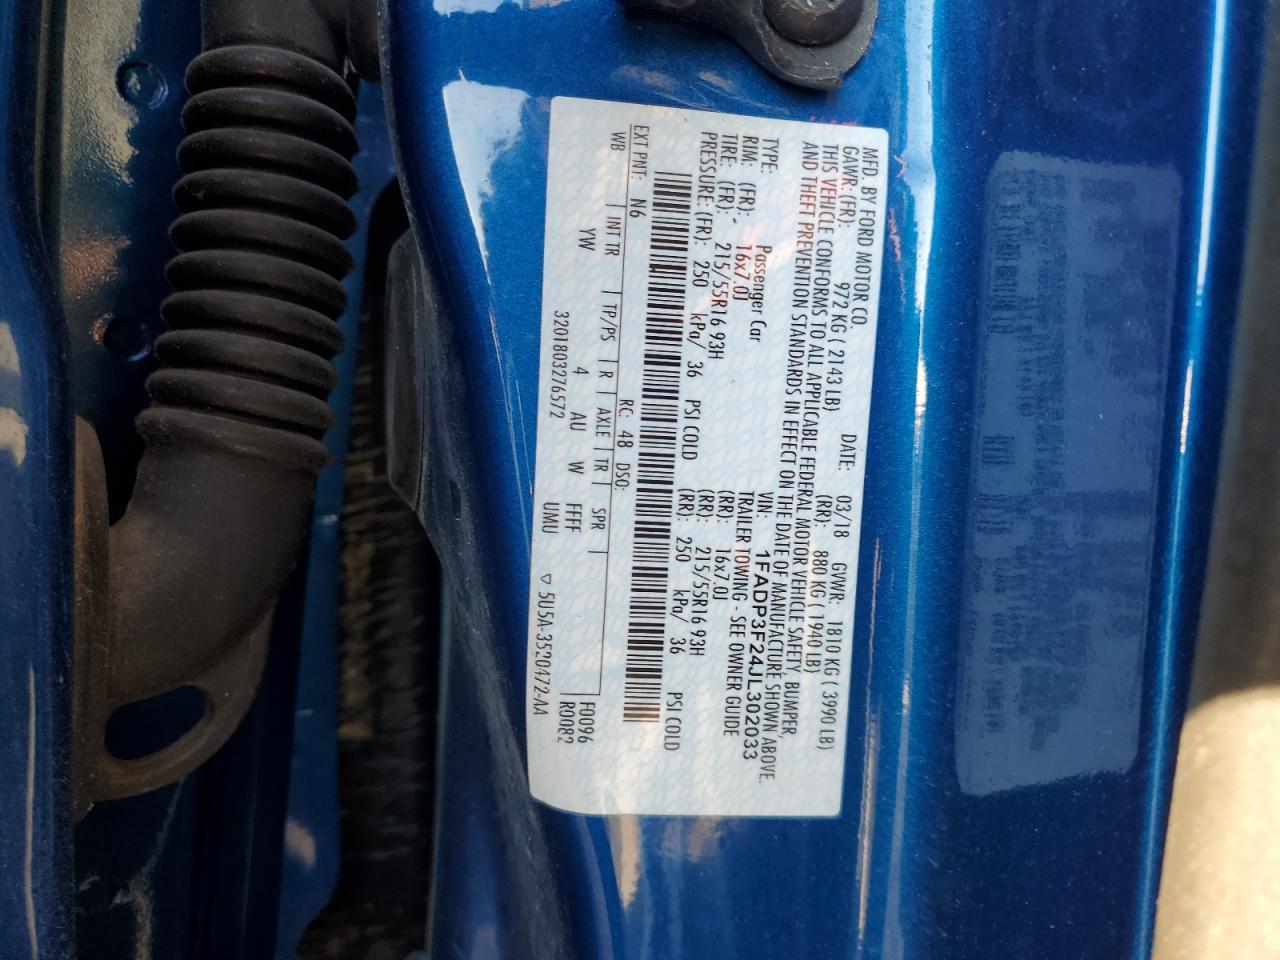 MFD. BY FORD MOTOR CO.
DATE: 03/18 GVWR: 1810 KG ( 3990 LB)
GAWR: (FR): 972 KG ( 2143 LB) (RR): 880 KG ( 1940 LB)
THIS VEHICLE CONFORMS TO ALL APPLICABLE FEDERAL MOTOR VEHICLE SAFETY, BUMPER,
AND THEFT PREVENTION STANDARDS IN EFFECT ON THE DATE OF MANUFACTURE SHOWN ABOVE.
VIN: 1FADP3F24JL302033
TYPE: Passenger Car TRAILER TOWING - SEE OWNER GUIDE
RIM: (FR): 16x7.0J (RR): 16x7.0J
TIRE: (FR): 215/55R16 93H (RR): 215/55R16 93H
PRESSURE: (FR): 250 kPa/ 36 PSI COLD (RR): 250 kPa/ 36 PSI COLD
EXT PNT: N6 RC: 48 DSO: F0096
WB INT TR TP/PS R AXLE TR SPR R0082
YW 4 AU W FFFF
3201803276572 UMU 5U5A-3520472-AA